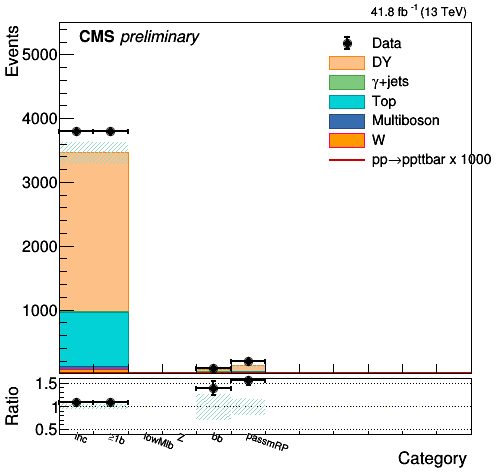 41.8 fb⁻¹ (13 TeV)
CMS preliminary
Events
5000
4000
3000
2000
1000
Data
DY
γ+jets
Top
Multiboson
W
pp→ppttbar x 1000
Ratio
1.5
1
0.5
inc
≥1b
lowMlb
Z
bb
passmRP
Category